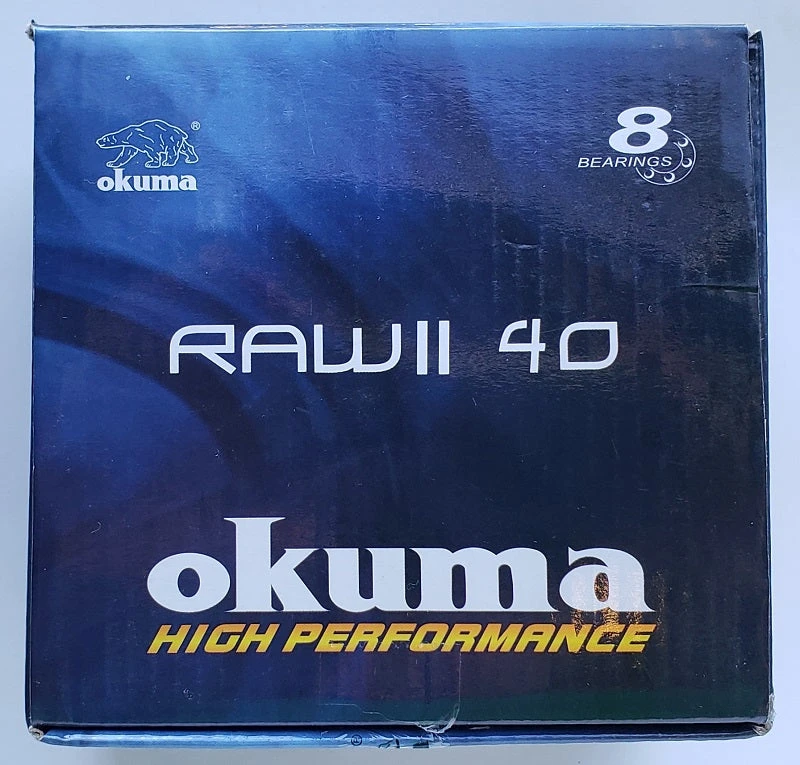 ®
okuma
8
BEARINGS
RAWII 40
okuma
HIGH PERFORMANCE
®